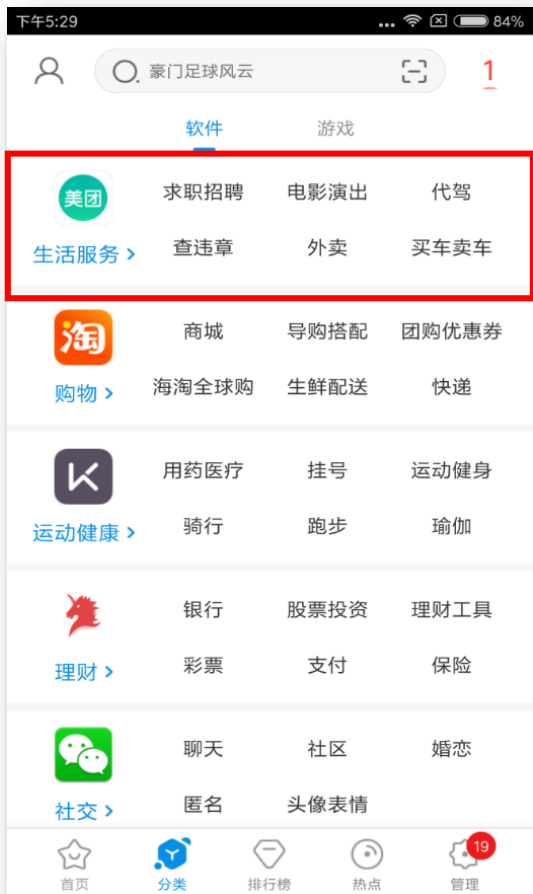 下午5:29
84%
豪门足球风云
1
软件 游戏
美团
求职招聘 电影演出 代驾
生活服务
查违章 外卖 买车卖车
淘
商城 导购搭配 团购优惠券
购物
海淘全球购 生鲜配送 快递
用药医疗 挂号 运动健身
运动健康
骑行 跑步 瑜伽
银行 股票投资 理财工具
理财
彩票 支付 保险
聊天 社区 婚恋
社交
匿名 头像表情
19
首页 分类 排行榜 热点 管理